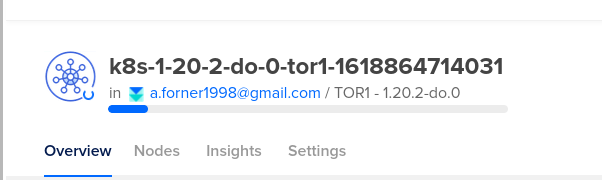 k8s-1-20-2-do-0-tor1-1618864714031
in a.forner1998@gmail.com / TOR1 - 1.20.2-do.0
Overview Nodes Insights Settings